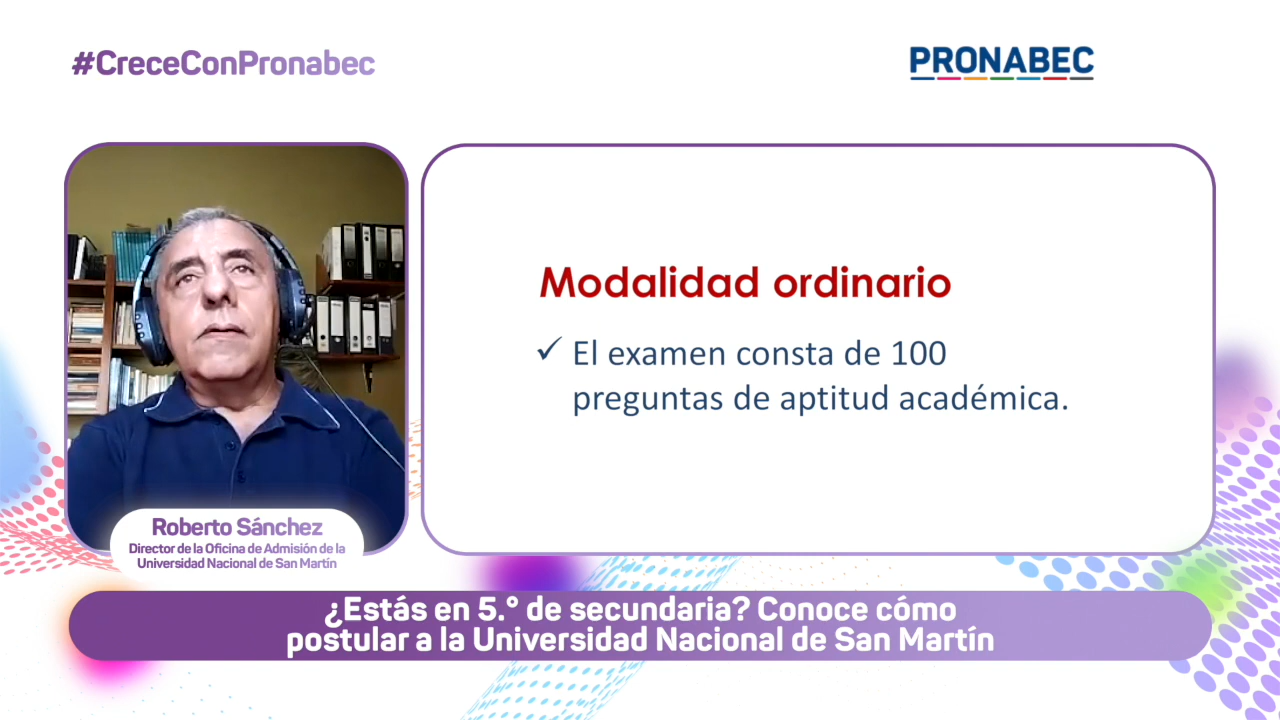 #CreceConPronabec
PRONABEC
Modalidad ordinario
✓ El examen consta de 100
preguntas de aptitud académica.
Roberto Sánchez
Director de la Oficina de Admisión de la
Universidad Nacional de San Martín
¿Estás en 5.° de secundaria? Conoce cómo
postular a la Universidad Nacional de San Martín